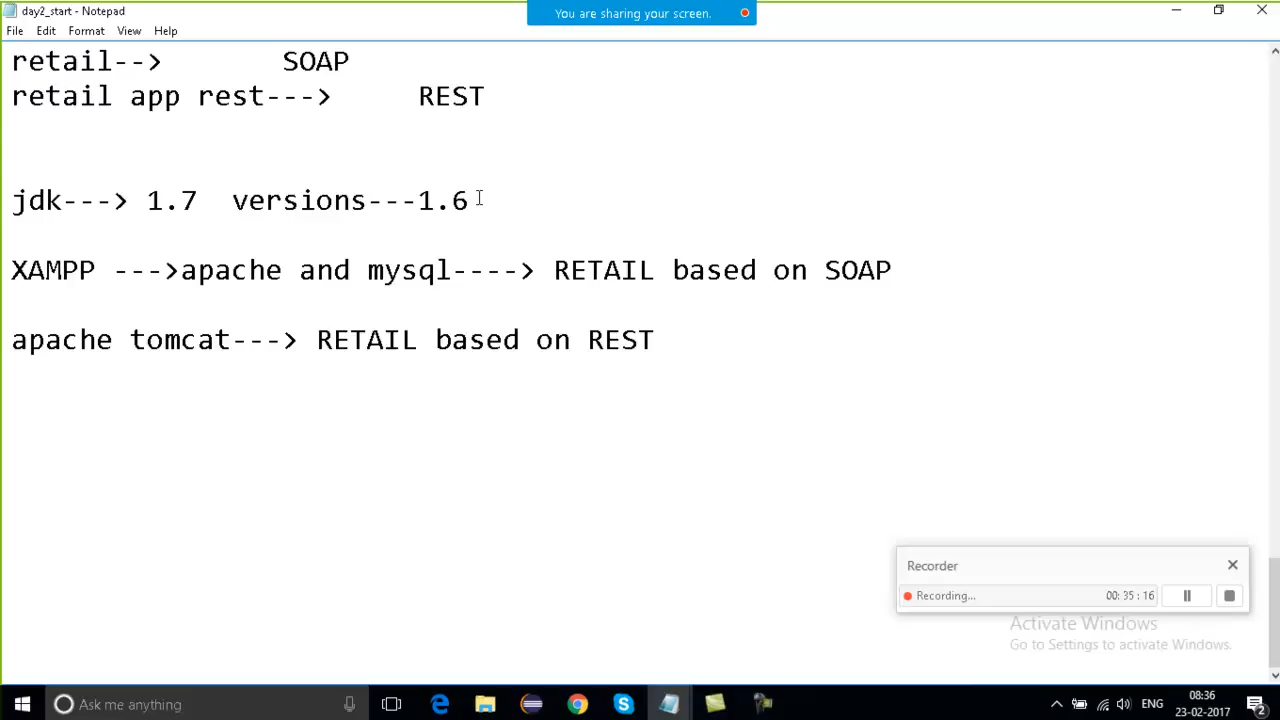 day2_start - Notepad
You are sharing your screen.
File Edit Format View Help
retail--> SOAP
retail app rest---> REST
jdk---> 1.7 versions---1.6
XAMPP --->apache and mysql----> RETAIL based on SOAP
apache tomcat---> RETAIL based on REST
Recorder
Recording... 00:35:16
Activate Windows
Go to Settings to activate Windows.
Ask me anything
ENG
08:36
23-02-2017
2